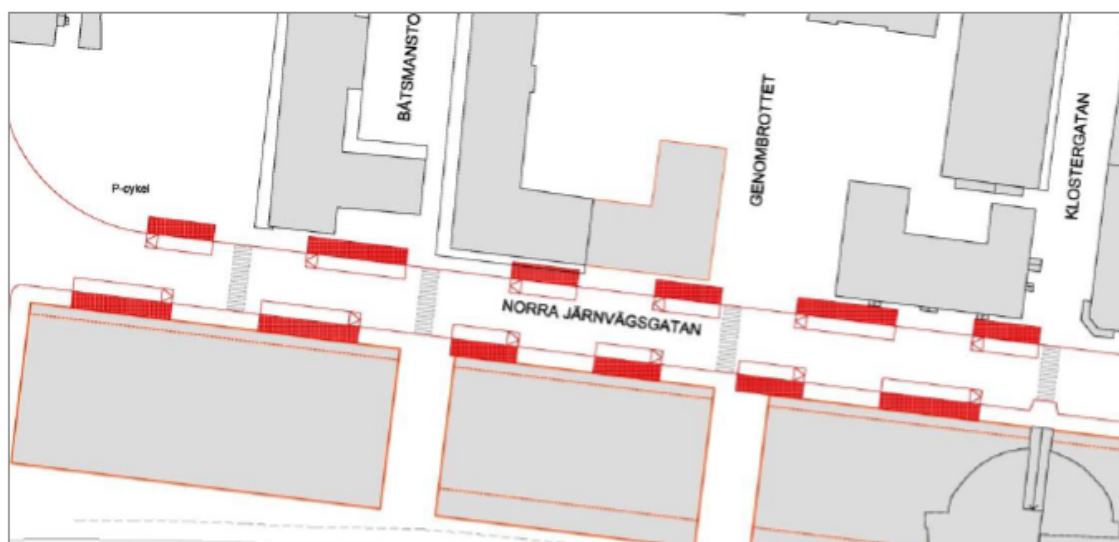 BÅTSMANSTO
GENOMBROTTET
KLOSTERGATAN
P-cykel
NORRA JÄRNVÄGSGATAN